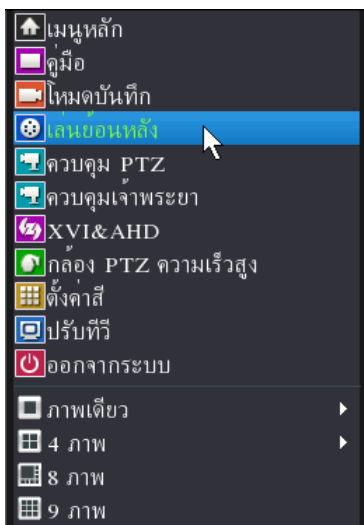 เมนูหลัก
คู่มือ
โหมดบันทึก
เล่นย้อนหลัง
ควบคุม PTZ
ควบคุมเจ้าพระยา
XVI&AHD
กล้อง PTZ ความเร็วสูง
ตั้งค่าสี
ปรับทีวี
ออกจากระบบ
ภาพเดียว
4 ภาพ
8 ภาพ
9 ภาพ